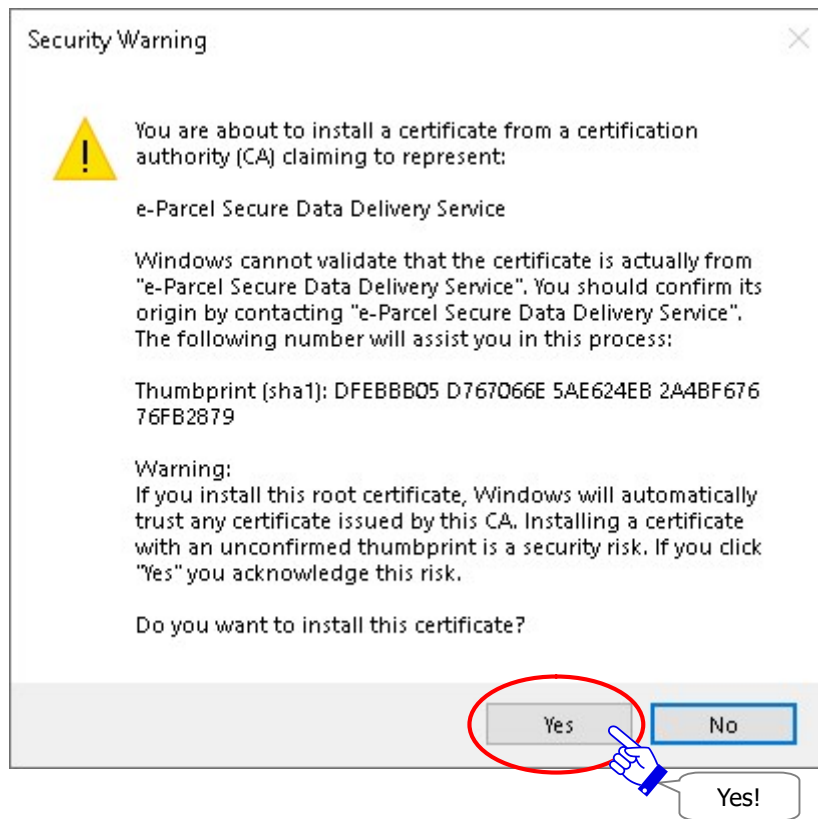 Security Warning
You are about to install a certificate from a certification
authority (CA) claiming to represent:
e-Parcel Secure Data Delivery Service
Windows cannot validate that the certificate is actually from
"e-Parcel Secure Data Delivery Service". You should confirm its
origin by contacting "e-Parcel Secure Data Delivery Service".
The following number will assist you in this process:
Thumbprint (sha1): DFEBBB05 D767066E 5AE624EB 2A4BF676
76FB2879
Warning:
If you install this root certificate, Windows will automatically
trust any certificate issued by this CA. Installing a certificate
with an unconfirmed thumbprint is a security risk. If you click
"Yes" you acknowledge this risk.
Do you want to install this certificate?
Yes No
Yes!